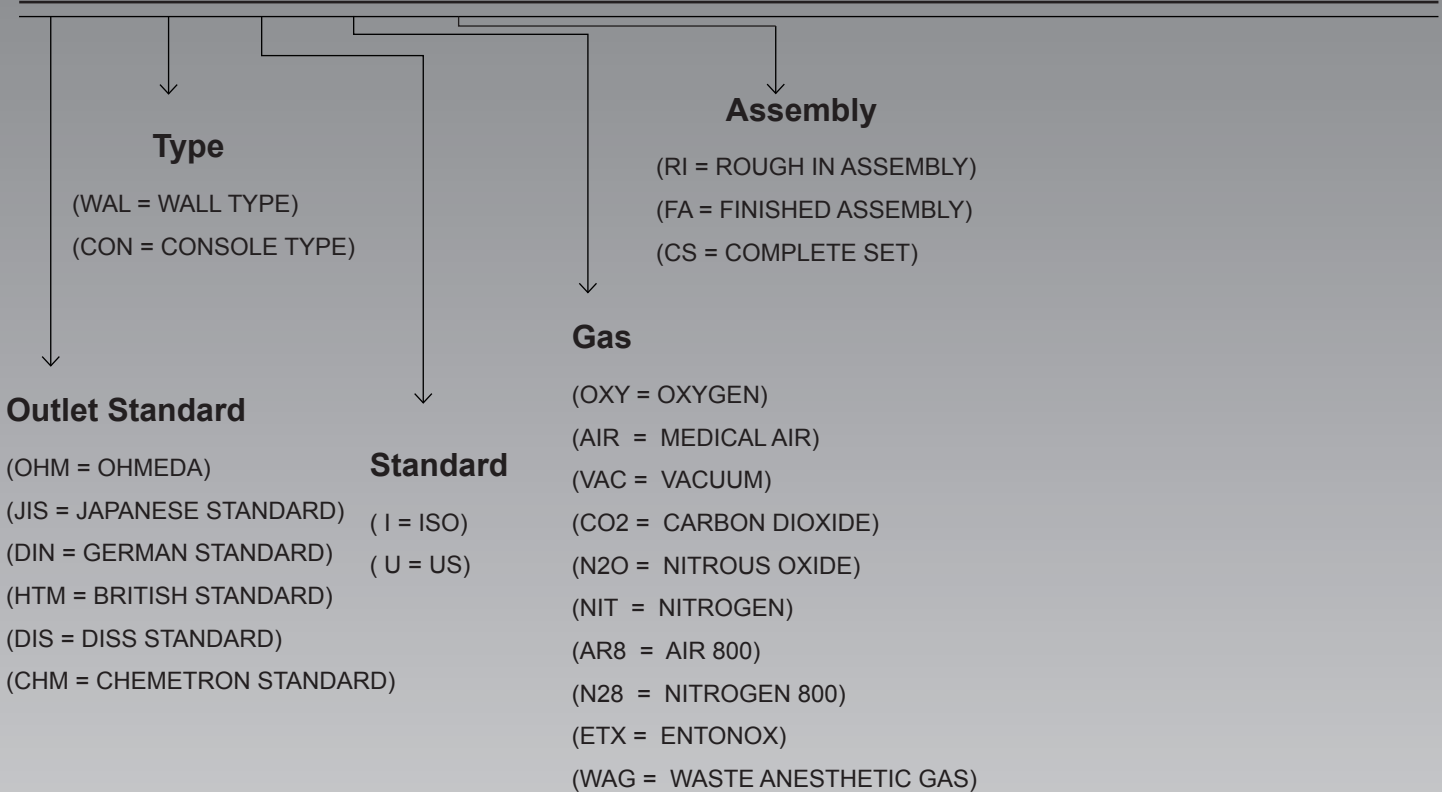 Type
(WAL = WALL TYPE)
(CON = CONSOLE TYPE)
Assembly
(RI = ROUGH IN ASSEMBLY)
(FA = FINISHED ASSEMBLY)
(CS = COMPLETE SET)
Outlet Standard
(OHM = OHMEDA)
(JIS = JAPANESE STANDARD)
(DIN = GERMAN STANDARD)
(HTM = BRITISH STANDARD)
(DIS = DISS STANDARD)
(CHM = CHEMETRON STANDARD)
Standard
( I = ISO)
( U = US)
Gas
(OXY = OXYGEN)
(AIR = MEDICAL AIR)
(VAC = VACUUM)
(CO2 = CARBON DIOXIDE)
(N2O = NITROUS OXIDE)
(NIT = NITROGEN)
(AR8 = AIR 800)
(N28 = NITROGEN 800)
(ETX = ENTONOX)
(WAG = WASTE ANESTHETIC GAS)